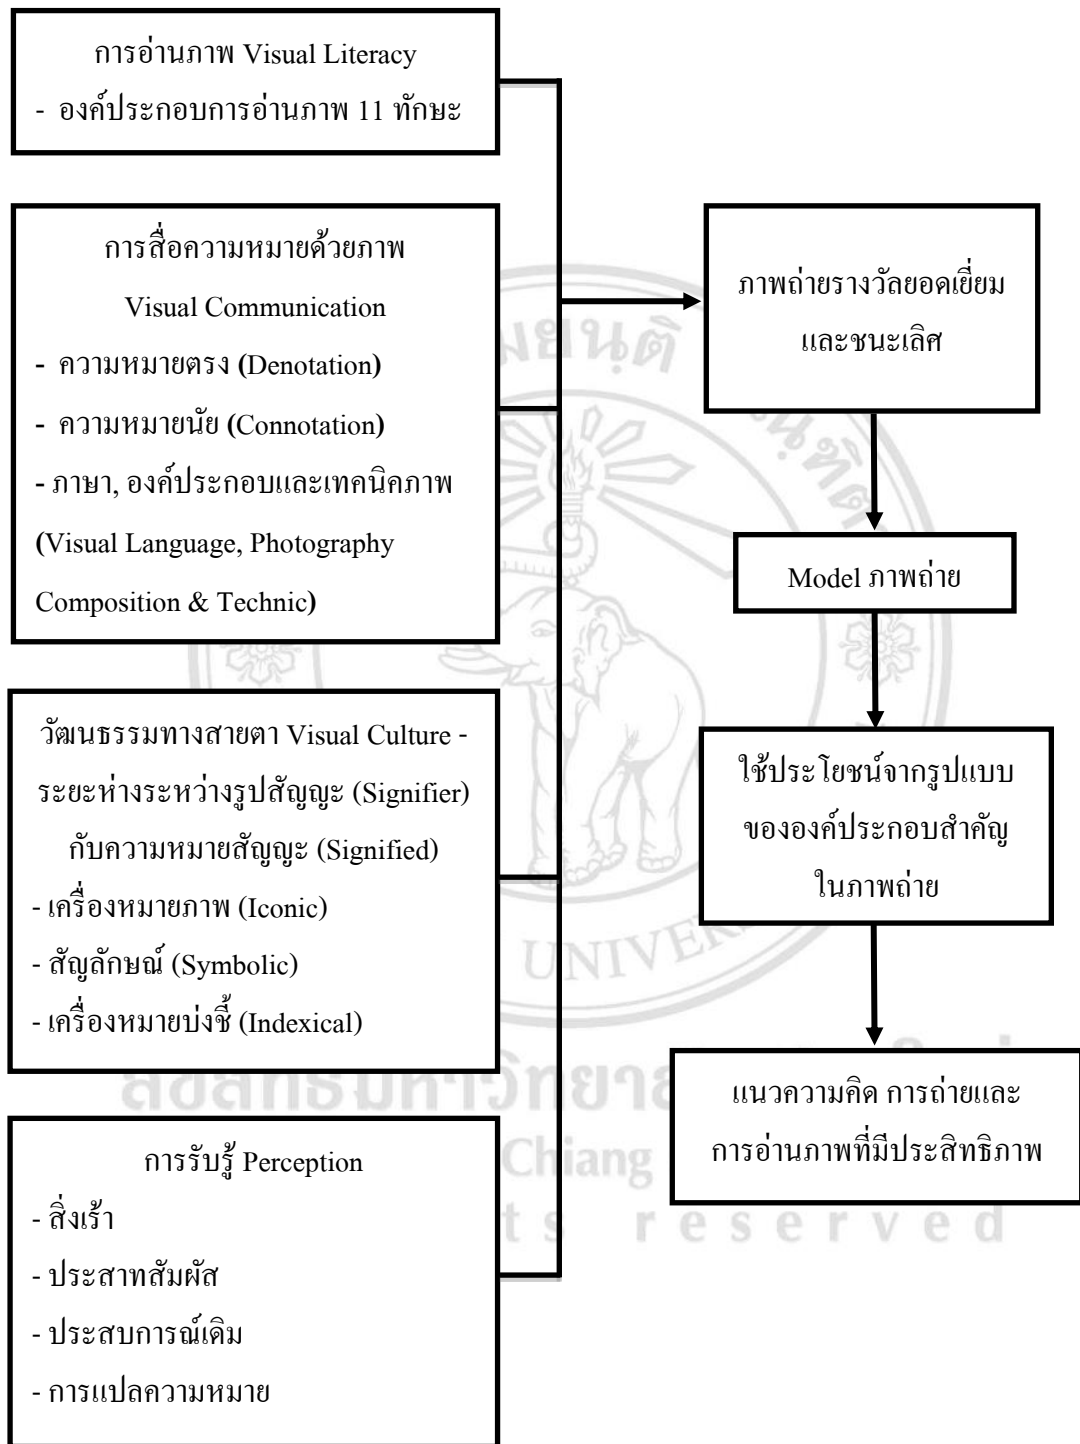 การอ่านภาพ Visual Literacy
- องค์ประกอบการอ่านภาพ 11 ทักษะ
การสื่อความหมายด้วยภาพ
Visual Communication
- ความหมายตรง (Denotation)
- ความหมายนัย (Connotation)
- ภาษา, องค์ประกอบและเทคนิคภาพ
(Visual Language, Photography
Composition & Technic)
วัฒนธรรมทางสายตา Visual Culture -
ระยะห่างระหว่างรูปสัญญะ (Signifier)
กับความหมายสัญญะ (Signified)
- เครื่องหมายภาพ (Iconic)
- สัญลักษณ์ (Symbolic)
- เครื่องหมายบ่งชี้ (Indexical)
การรับรู้ Perception
- สิ่งเร้า
- ประสาทสัมผัส
- ประสบการณ์เดิม
- การแปลความหมาย
ภาพถ่ายรางวัลยอดเยี่ยม
และชนะเลิศ
Model ภาพถ่าย
ใช้ประโยชน์จากรูปแบบ
ขององค์ประกอบสำคัญ
ในภาพถ่าย
แนวความคิด การถ่ายและ
การอ่านภาพที่มีประสิทธิภาพ
Chiang
reserved